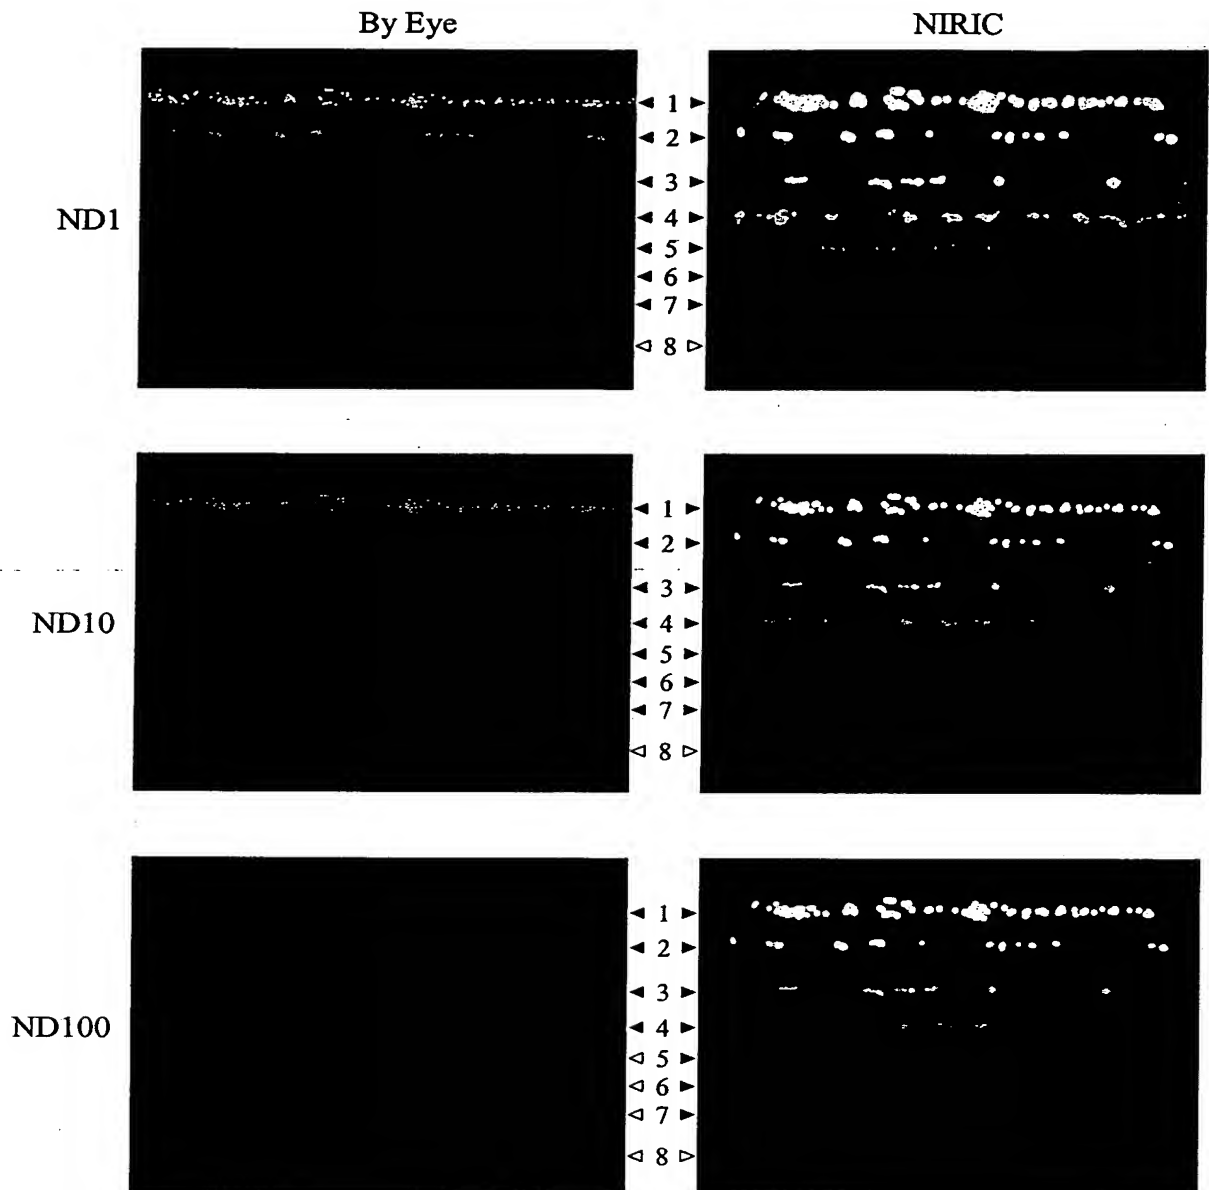 By Eye NIRIC
ND1
◄ 1 ►
◄ 2 ►
◄ 3 ►
◄ 4 ►
◄ 5 ►
◄ 6 ►
◄ 7 ►
◅ 8 ▻
ND10
◄ 1 ►
◄ 2 ►
◄ 3 ►
◄ 4 ►
◄ 5 ►
◄ 6 ►
◄ 7 ►
◅ 8 ▻
ND100
◄ 1 ►
◄ 2 ►
◄ 3 ►
◄ 4 ►
◅ 5 ►
◅ 6 ►
◅ 7 ►
◅ 8 ▻